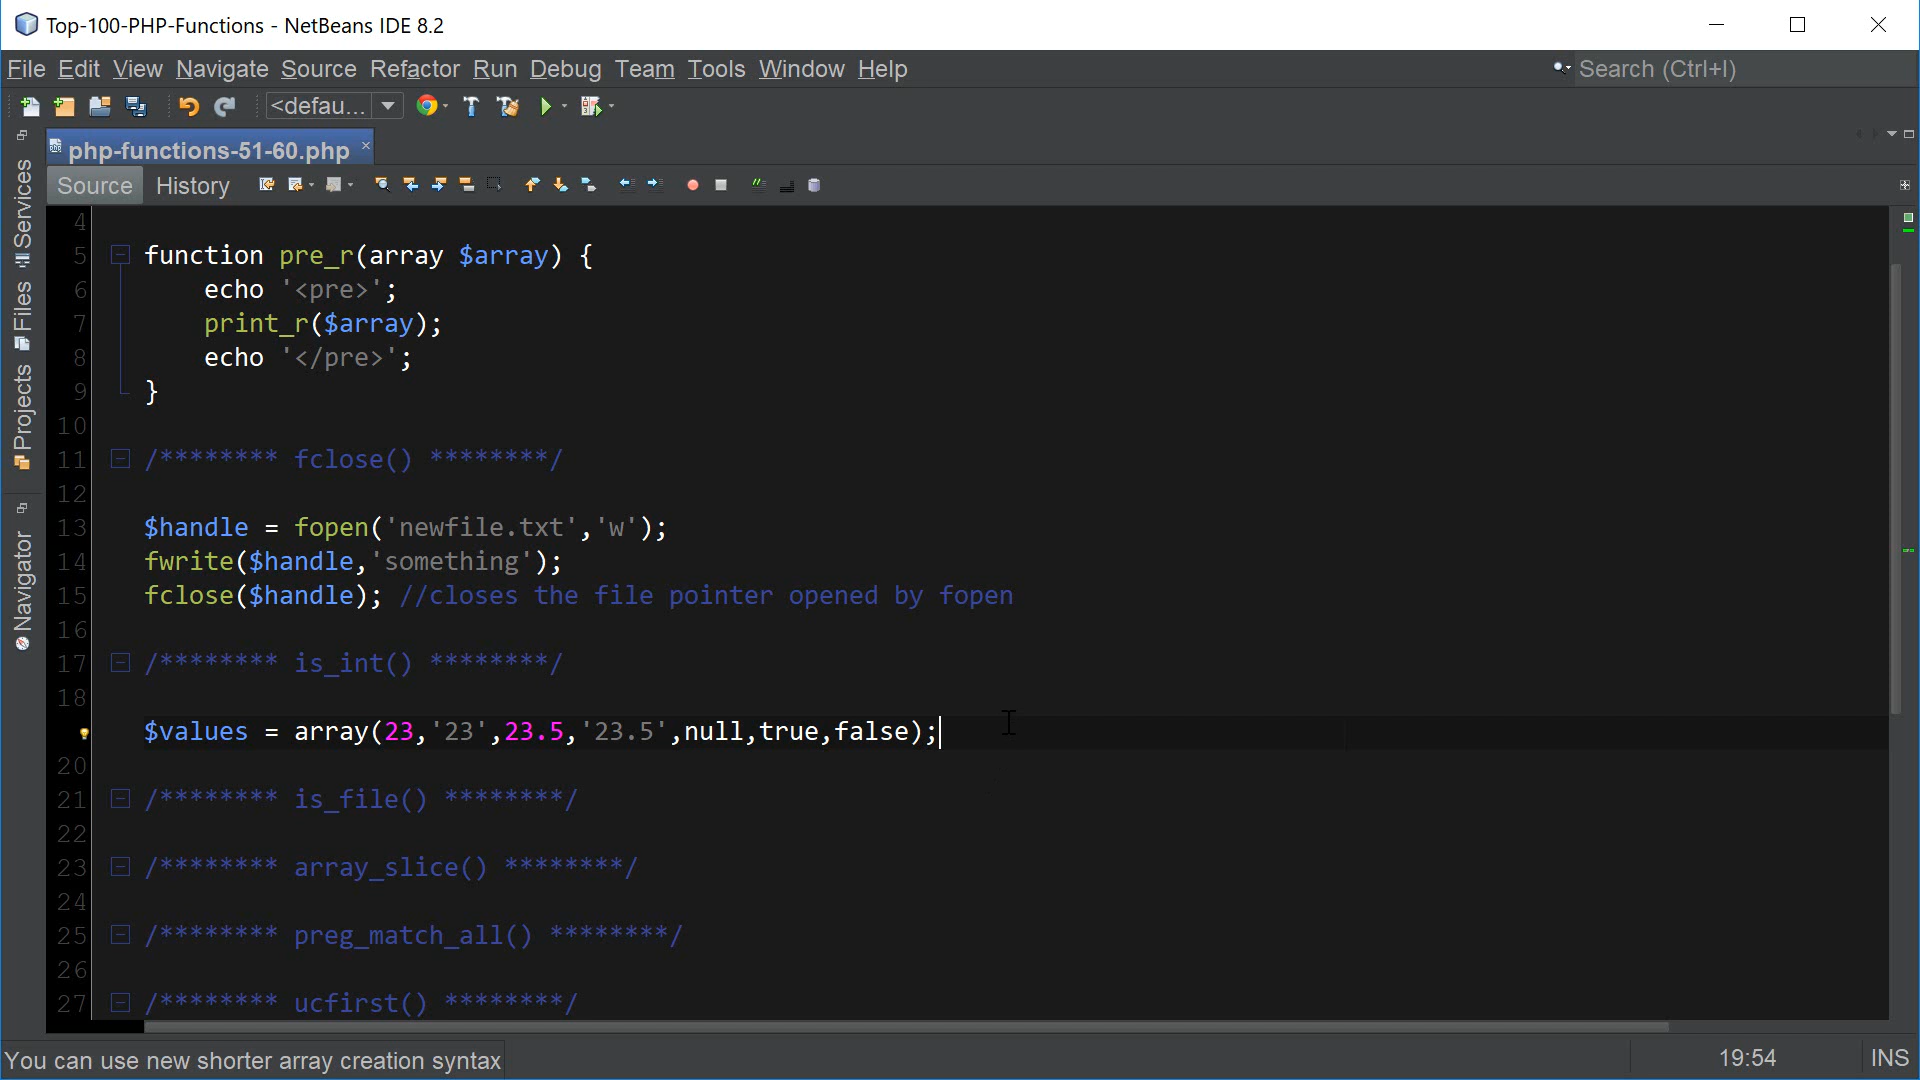 Top-100-PHP-Functions - NetBeans IDE 8.2
File Edit View Navigate Source Refactor Run Debug Team Tools Window Help Search (Ctrl+I)
<defau...
php-functions-51-60.php
Source History
Services
Files
Projects
Navigator
4
5 function pre_r(array $array) {
6 echo '<pre>';
7 print_r($array);
8 echo '</pre>';
9 }
10
11 /******** fclose() ********/
12
13 $handle = fopen('newfile.txt','w');
14 fwrite($handle,'something');
15 fclose($handle); //closes the file pointer opened by fopen
16
17 /******** is_int() ********/
18
$values = array(23,'23',23.5,'23.5',null,true,false);
20
21 /******** is_file() ********/
22
23 /******** array_slice() ********/
24
25 /******** preg_match_all() ********/
26
27 /******** ucfirst() ********/
You can use new shorter array creation syntax 19:54 INS